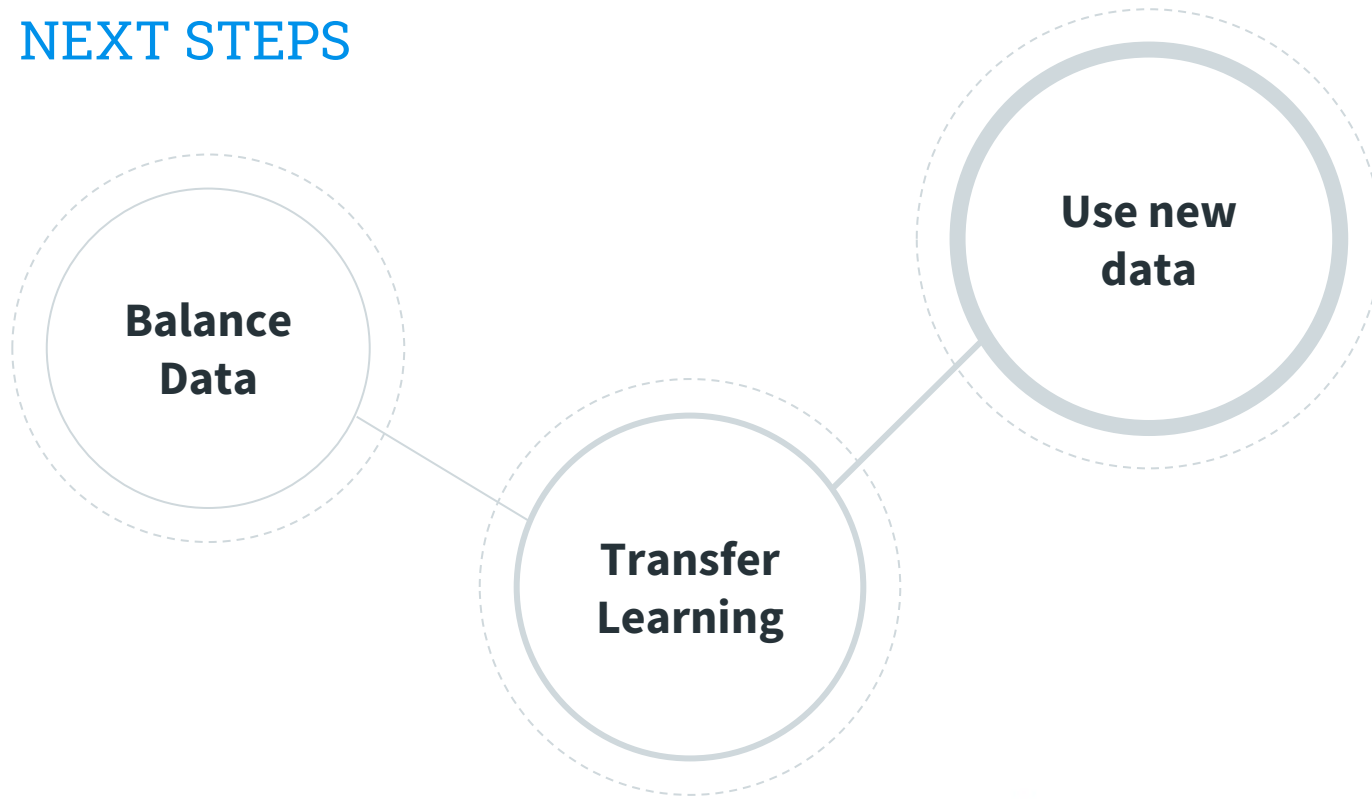 NEXT STEPS
Balance
Data
Transfer
Learning
Use new
data